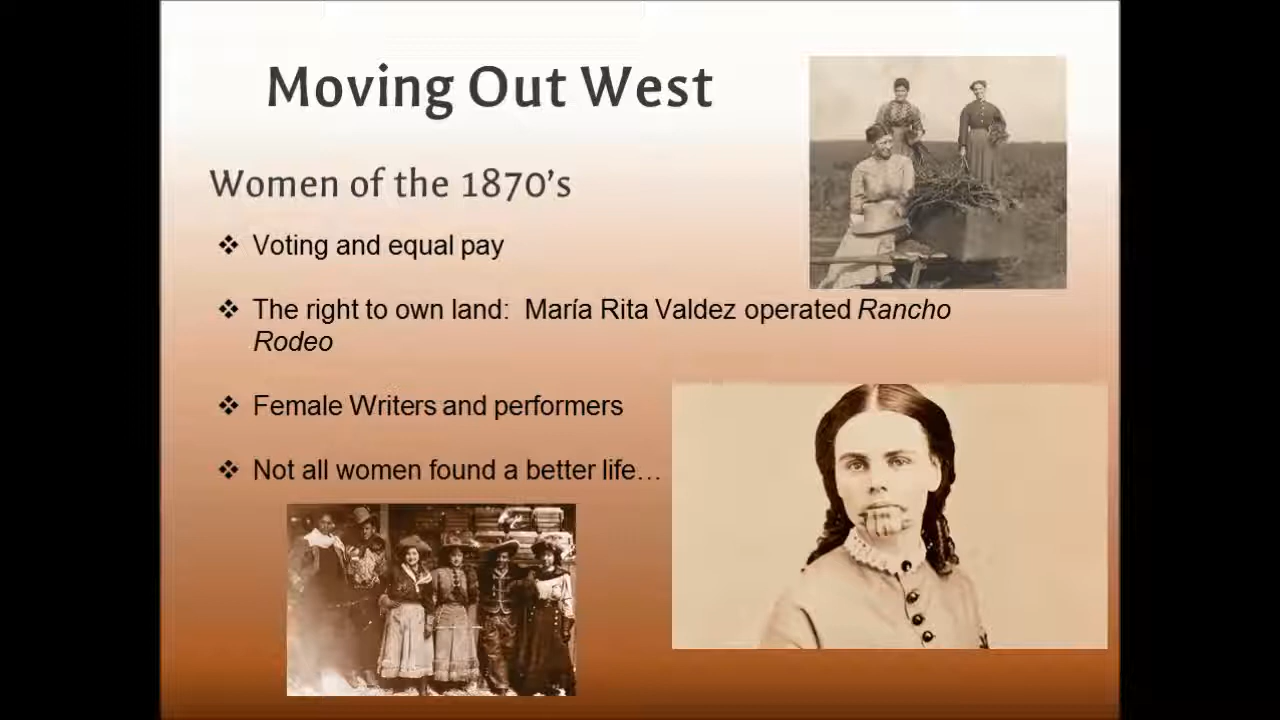 Moving Out West
Women of the 1870's
❖ Voting and equal pay
❖ The right to own land:  María Rita Valdez operated Rancho
Rodeo
❖ Female Writers and performers
❖ Not all women found a better life…